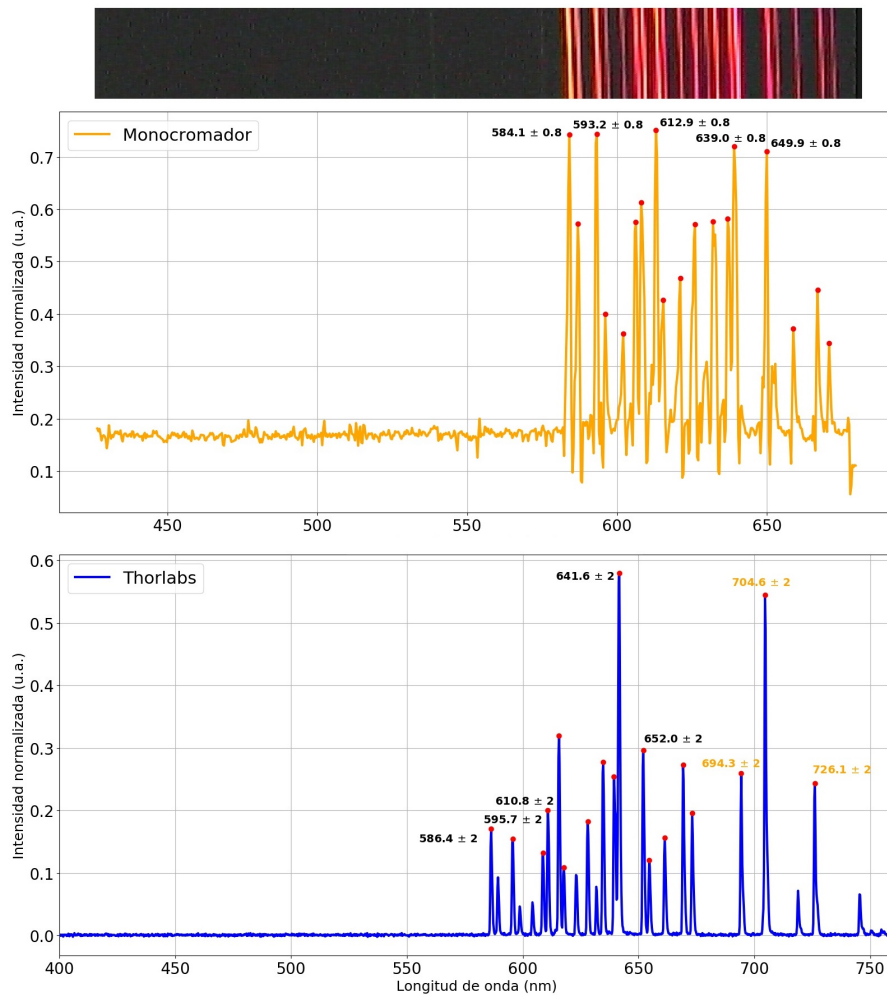 584.1 ± 0.8
593.2 ± 0.8
612.9 ± 0.8
639.0 ± 0.8
649.9 ± 0.8
Monocromador
Intensidad normalizada (u.a.)
0.7
0.6
0.5
0.4
0.3
0.2
0.1
450
500
550
600
650
Thorlabs
641.6 ± 2
704.6 ± 2
652.0 ± 2
694.3 ± 2
726.1 ± 2
610.8 ± 2
595.7 ± 2
586.4 ± 2
Intensidad normalizada (u.a.)
0.6
0.5
0.4
0.3
0.2
0.1
0.0
400
450
500
550
600
650
700
750
Longitud de onda (nm)